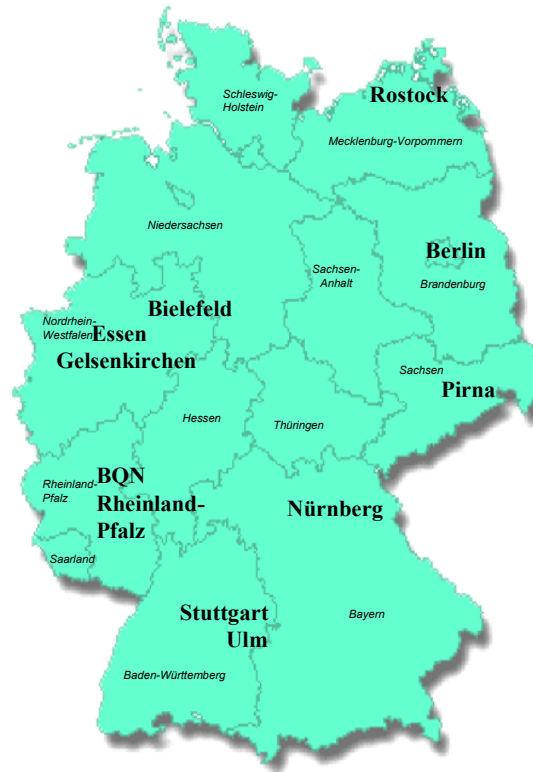 Schleswig-
Holstein
Rostock
Mecklenburg-Vorpommern
Niedersachsen
Berlin
Sachsen-
Anhalt
Brandenburg
Bielefeld
Nordrhein-
Westfalen
Essen
Gelsenkirchen
Sachsen
Pirna
Hessen
Thüringen
Rheinland-
Pfalz
BQN
Rheinland-
Pfalz
Nürnberg
Saarland
Stuttgart
Ulm
Bayern
Baden-Württemberg